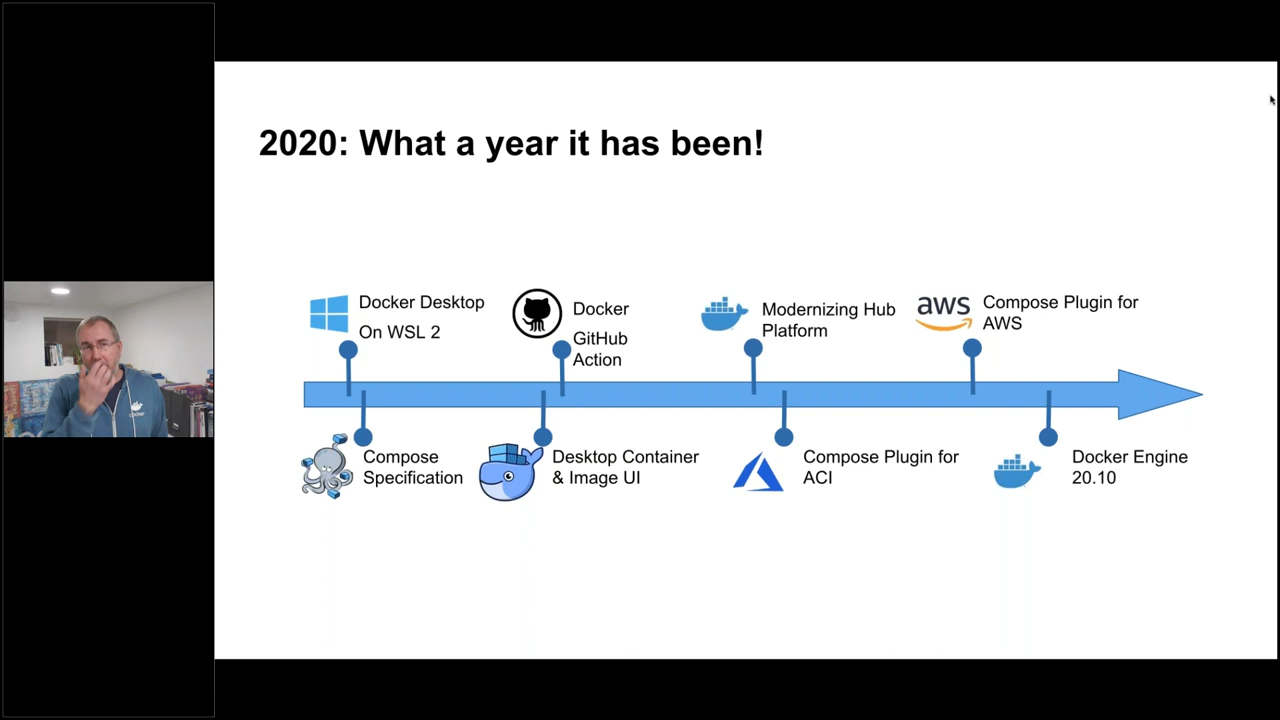 2020: What a year it has been!
Docker Desktop
On WSL 2
Docker
GitHub
Action
Modernizing Hub
Platform
aws
Compose Plugin for
AWS
Compose
Specification
Desktop Container
& Image UI
Compose Plugin for
ACI
Docker Engine
20.10
docker